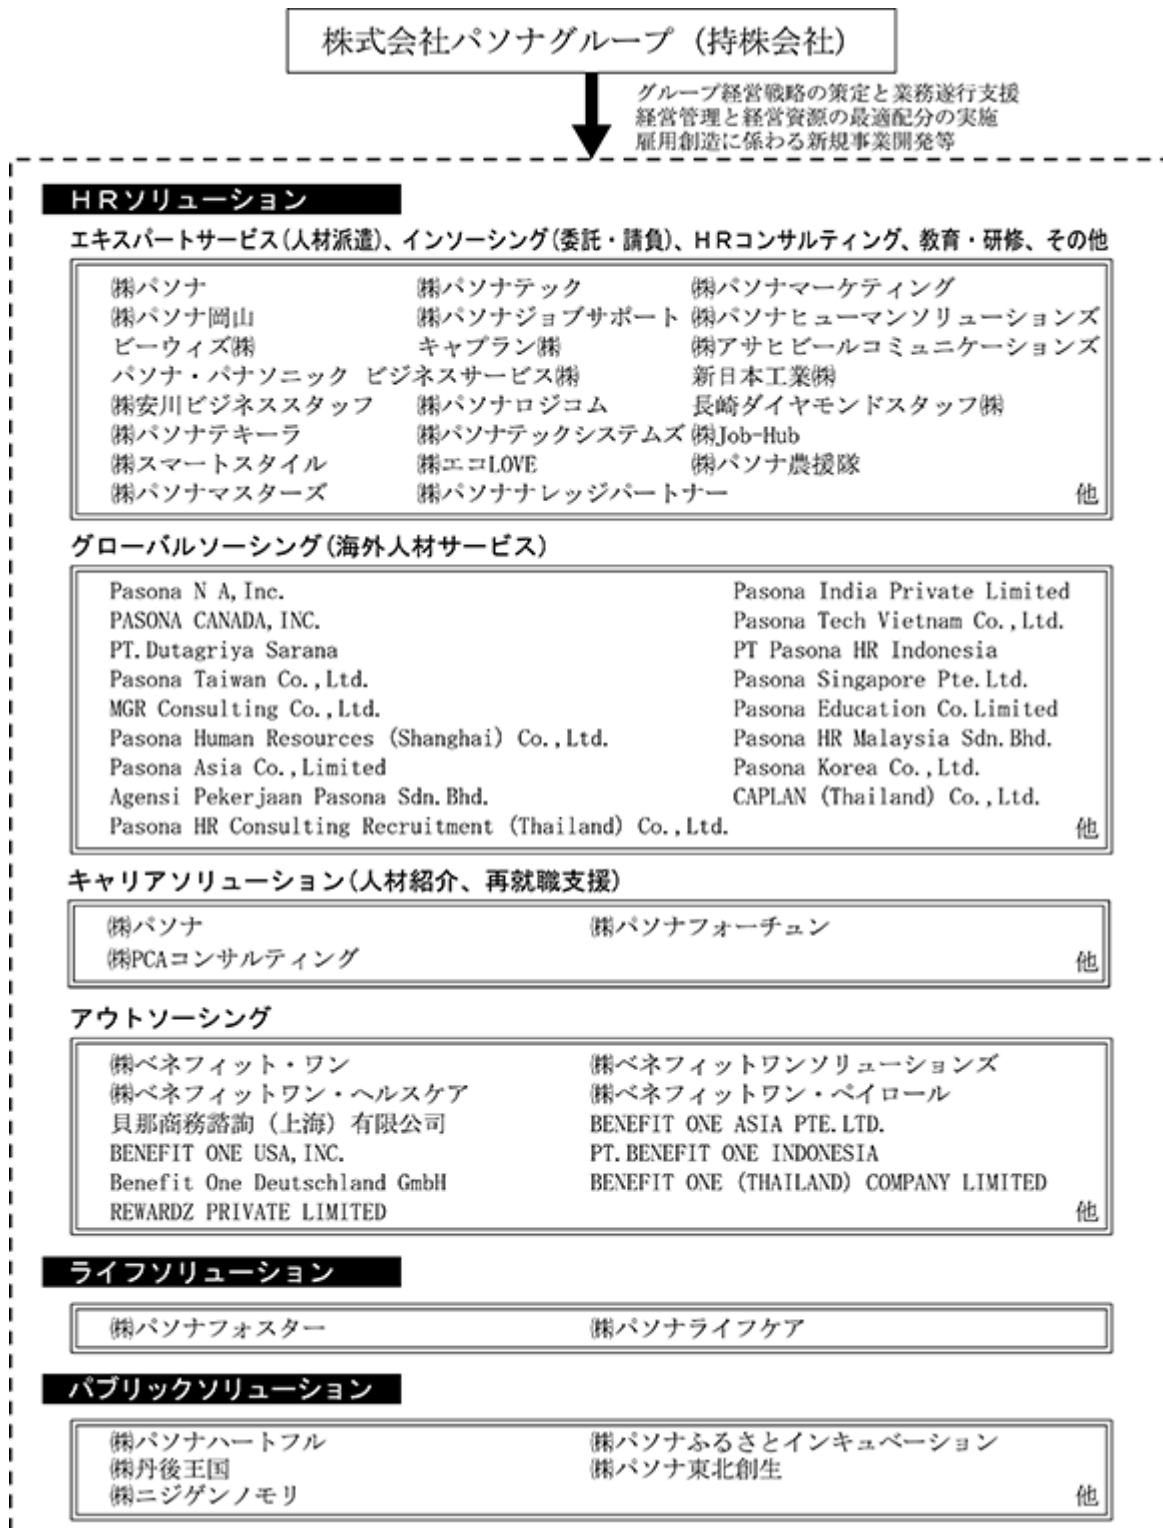 株式会社パソナグループ（持株会社）
グループ経営戦略の策定と業務遂行支援
経営管理と経営資源の最適配分の実施
雇用創造に係わる新規事業開発等
ＨＲソリューション
エキスパートサービス(人材派遣)、インソーシング(委託・請負)、ＨＲコンサルティング、教育・研修、その他
㈱パソナ ㈱パソナテック ㈱パソナマーケティング
㈱パソナ岡山 ㈱パソナジョブサポート ㈱パソナヒューマンソリューションズ
ビーウィズ㈱ キャプラン㈱ ㈱アサヒビールコミュニケーションズ
パソナ・パナソニック ビジネスサービス㈱ 新日本工業㈱
㈱安川ビジネススタッフ ㈱パソナロジコム 長崎ダイヤモンドスタッフ㈱
㈱パソナテキーラ ㈱パソナテックシステムズ ㈱Job-Hub
㈱スマートスタイル ㈱エコLOVE ㈱パソナ農援隊
㈱パソナマスターズ ㈱パソナナレッジパートナー 他
グローバルソーシング(海外人材サービス)
Pasona N A,Inc. Pasona India Private Limited
PASONA CANADA,INC. Pasona Tech Vietnam Co.,Ltd.
PT.Dutagriya Sarana PT Pasona HR Indonesia
Pasona Taiwan Co.,Ltd. Pasona Singapore Pte.Ltd.
MGR Consulting Co.,Ltd. Pasona Education Co.Limited
Pasona Human Resources (Shanghai) Co.,Ltd. Pasona HR Malaysia Sdn.Bhd.
Pasona Asia Co.,Limited Pasona Korea Co.,Ltd.
Agensi Pekerjaan Pasona Sdn.Bhd. CAPLAN (Thailand) Co.,Ltd.
Pasona HR Consulting Recruitment (Thailand) Co.,Ltd. 他
キャリアソリューション(人材紹介、再就職支援)
㈱パソナ ㈱パソナフォーチュン
㈱PCAコンサルティング 他
アウトソーシング
㈱ベネフィット・ワン ㈱ベネフィットワンソリューションズ
㈱ベネフィットワン・ヘルスケア ㈱ベネフィットワン・ペイロール
貝那商務諮詢（上海）有限公司 BENEFIT ONE ASIA PTE.LTD.
BENEFIT ONE USA,INC. PT.BENEFIT ONE INDONESIA
Benefit One Deutschland GmbH BENEFIT ONE (THAILAND) COMPANY LIMITED
REWARDZ PRIVATE LIMITED 他
ライフソリューション
㈱パソナフォスター ㈱パソナライフケア
パブリックソリューション
㈱パソナハートフル ㈱パソナふるさとインキュベーション
㈱丹後王国 ㈱パソナ東北創生
㈱ニジゲンノモリ 他